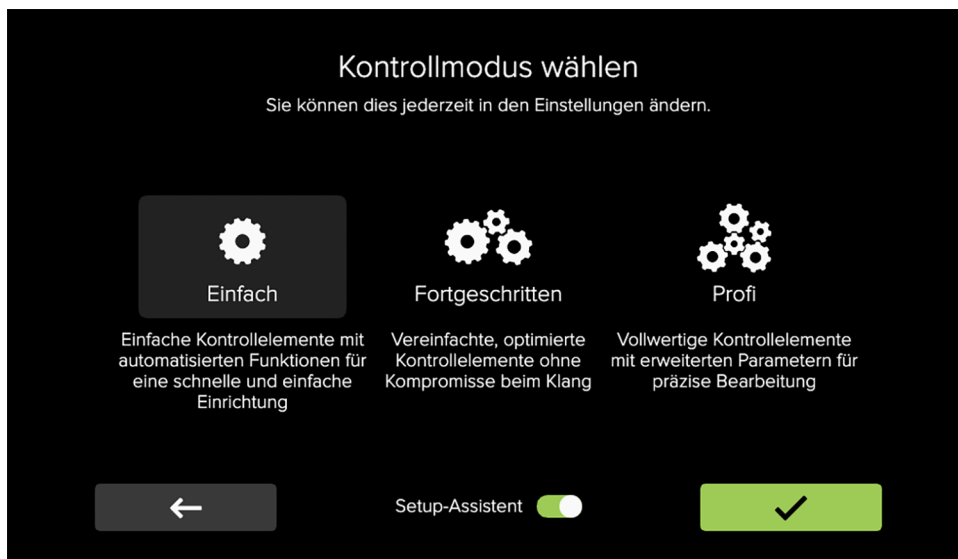 Kontrollmodus wählen
Sie können dies jederzeit in den Einstellungen ändern.
Einfach
Einfache Kontrollelemente mit
automatisierten Funktionen für
eine schnelle und einfache
Einrichtung
Fortgeschritten
Vereinfachte, optimierte
Kontrollelemente ohne
Kompromisse beim Klang
Profi
Vollwertige Kontrollelemente
mit erweiterten Parametern für
präzise Bearbeitung
Setup-Assistent